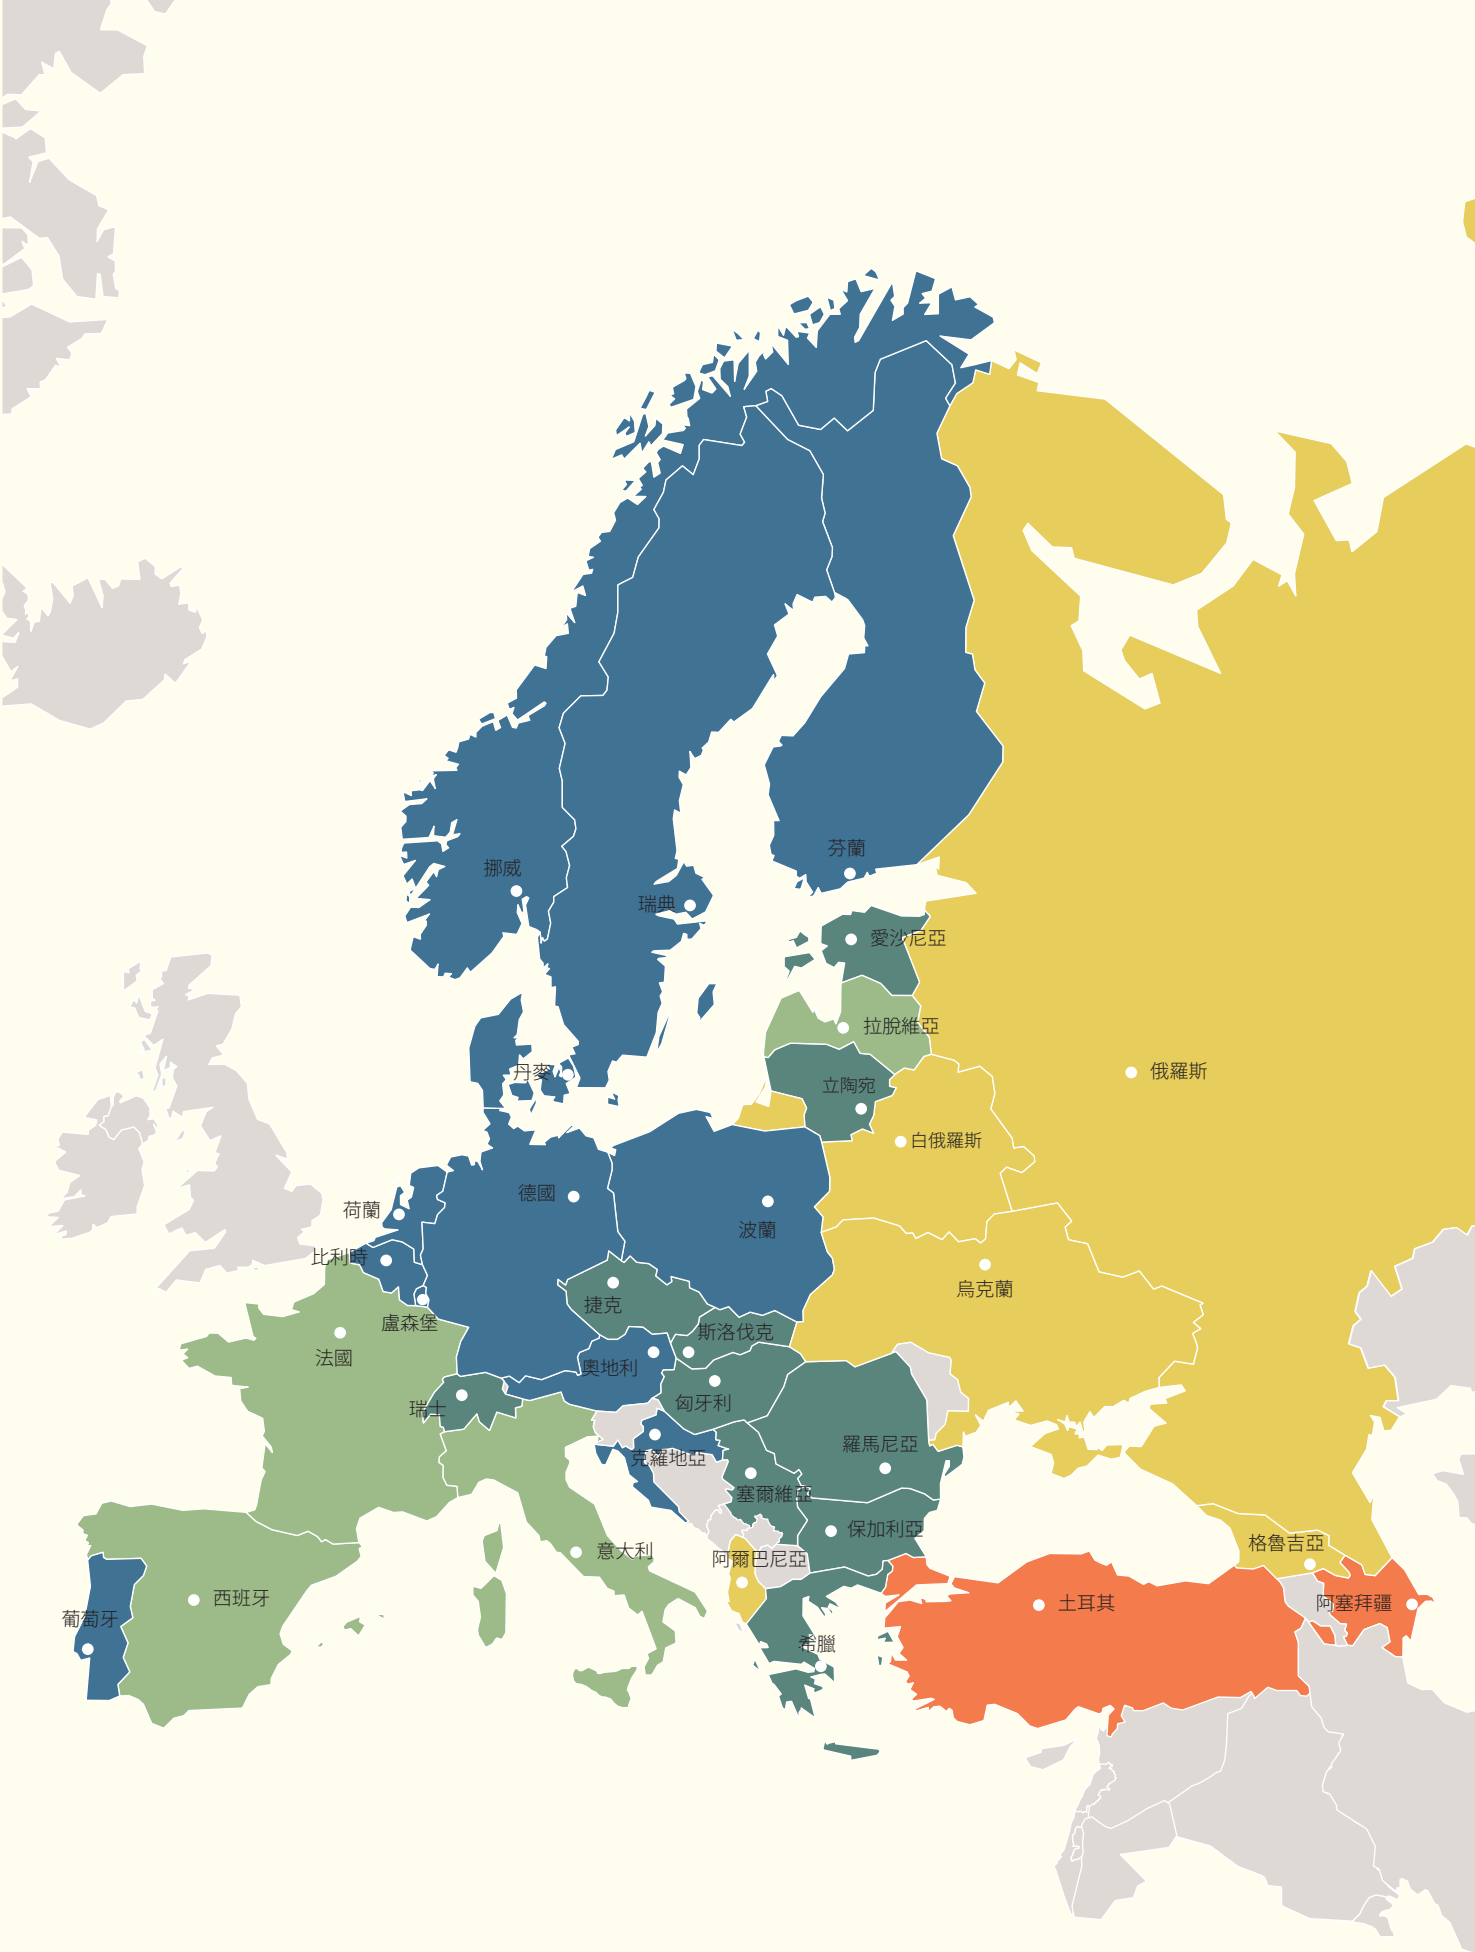 芬蘭
挪威
瑞典
愛沙尼亞
拉脫維亞
丹麥
俄羅斯
立陶宛
白俄羅斯
德國
荷蘭
波蘭
比利時
烏克蘭
捷克
盧森堡
斯洛伐克
法國
奧地利
匈牙利
瑞士
羅馬尼亞
克羅地亞
塞爾維亞
保加利亞
格魯吉亞
意大利
阿爾巴尼亞
西班牙
土耳其
阿塞拜疆
葡萄牙
希臘